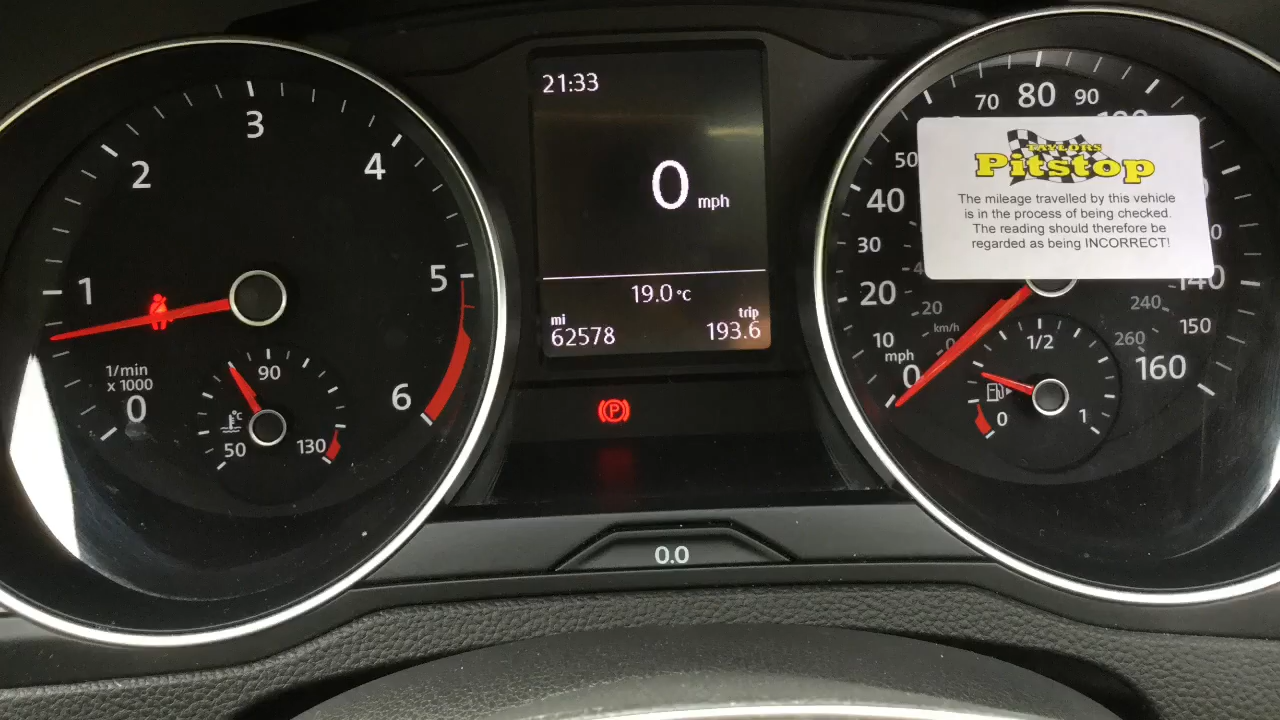 3
2
4
1
5
6
1/min
x 1000
0
90
50
°C
130
21:33
0 mph
19.0 °C
mi
62578
trip
193.6
P
0.0
70
80
90
50
40
30
20
10
mph
0
20
km/h
0
140
240
150
260
160
1/2
0
1
TAYLORS
Pitstop
The mileage travelled by this vehicle
is in the process of being checked.
The reading should therefore be
regarded as being INCORRECT!